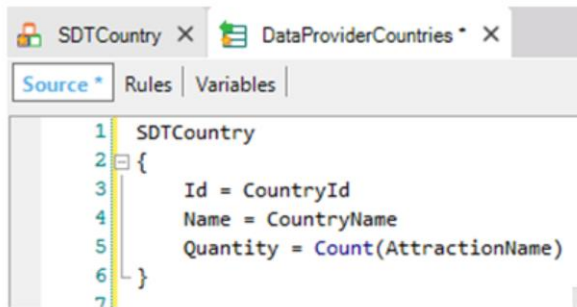 SDTCountry X DataProviderCountries * X
Source * Rules Variables
1 SDTCountry
2 {
3 Id = CountryId
4 Name = CountryName
5 Quantity = Count(AttractionName)
6 }
7